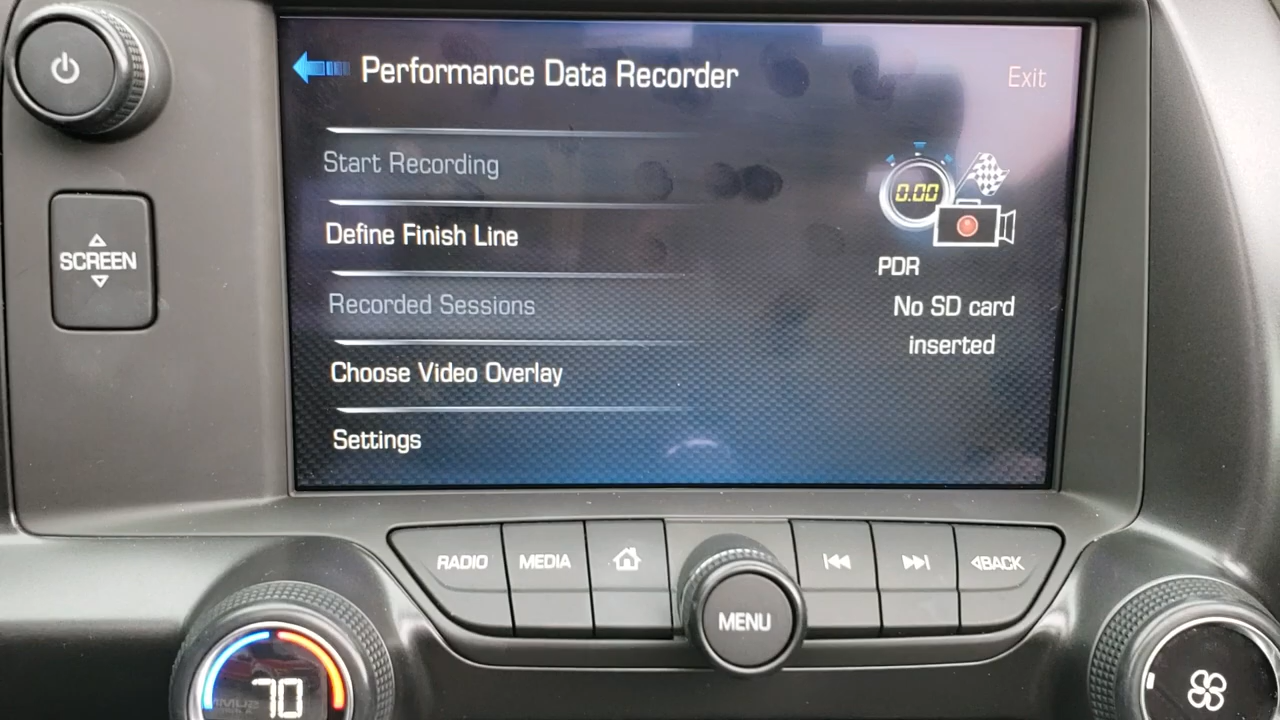 Performance Data Recorder
Exit
Start Recording
0.00
Define Finish Line
SCREEN
PDR
Recorded Sessions
No SD card
inserted
Choose Video Overlay
Settings
RADIO
MEDIA
BACK
MENU
70